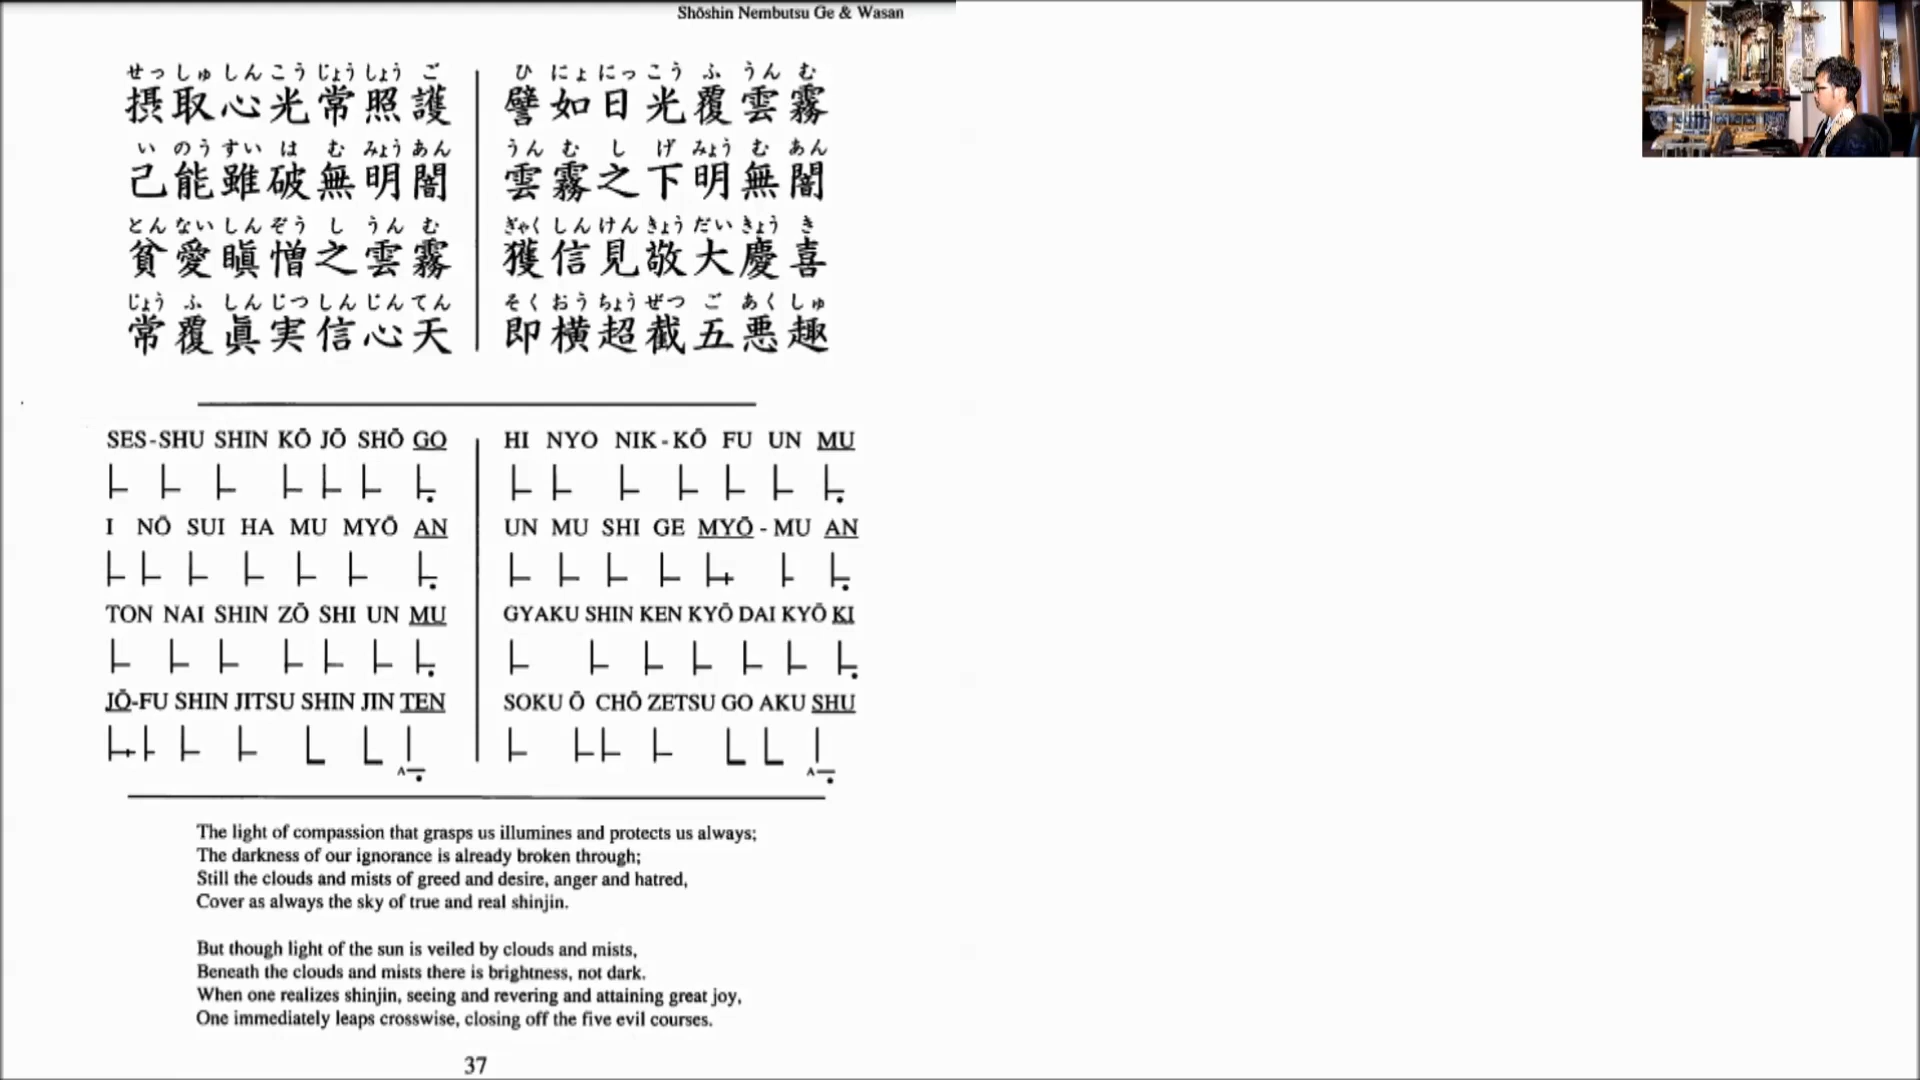 Shōshin Nembutsu Ge & Wasan
せっ しゅ しん こう じょう しょう ご
摂取心光常照護
い のう すい は む みょう あん
己能雖破無明闇
とん ない しん ぞう し うん む
貧愛瞋憎之雲霧
じょう ふ しん じつ しん じん てん
常覆眞実信心天
ひ にょ にっ こう ふ うん む
譬如日光覆雲霧
うん む し げ みょう む あん
雲霧之下明無闇
ぎゃく しん けん きょう だい きょう き
獲信見敬大慶喜
そく おう ちょう ぜつ ご あく しゅ
即横超截五悪趣
SES-SHU SHIN KŌ JŌ SHŌ GO
I NŌ SUI HA MU MYŌ AN
TON NAI SHIN ZŌ SHI UN MU
JŌ-FU SHIN JITSU SHIN JIN TEN
HI NYO NIK-KŌ FU UN MU
UN MU SHI GE MYŌ-MU AN
GYAKU SHIN KEN KYŌ DAI KYŌ KI
SOKU Ō CHŌ ZETSU GO AKU SHU
The light of compassion that grasps us illumines and protects us always;
The darkness of our ignorance is already broken through;
Still the clouds and mists of greed and desire, anger and hatred,
Cover as always the sky of true and real shinjin.
But though light of the sun is veiled by clouds and mists,
Beneath the clouds and mists there is brightness, not dark.
When one realizes shinjin, seeing and revering and attaining great joy,
One immediately leaps crosswise, closing off the five evil courses.
37